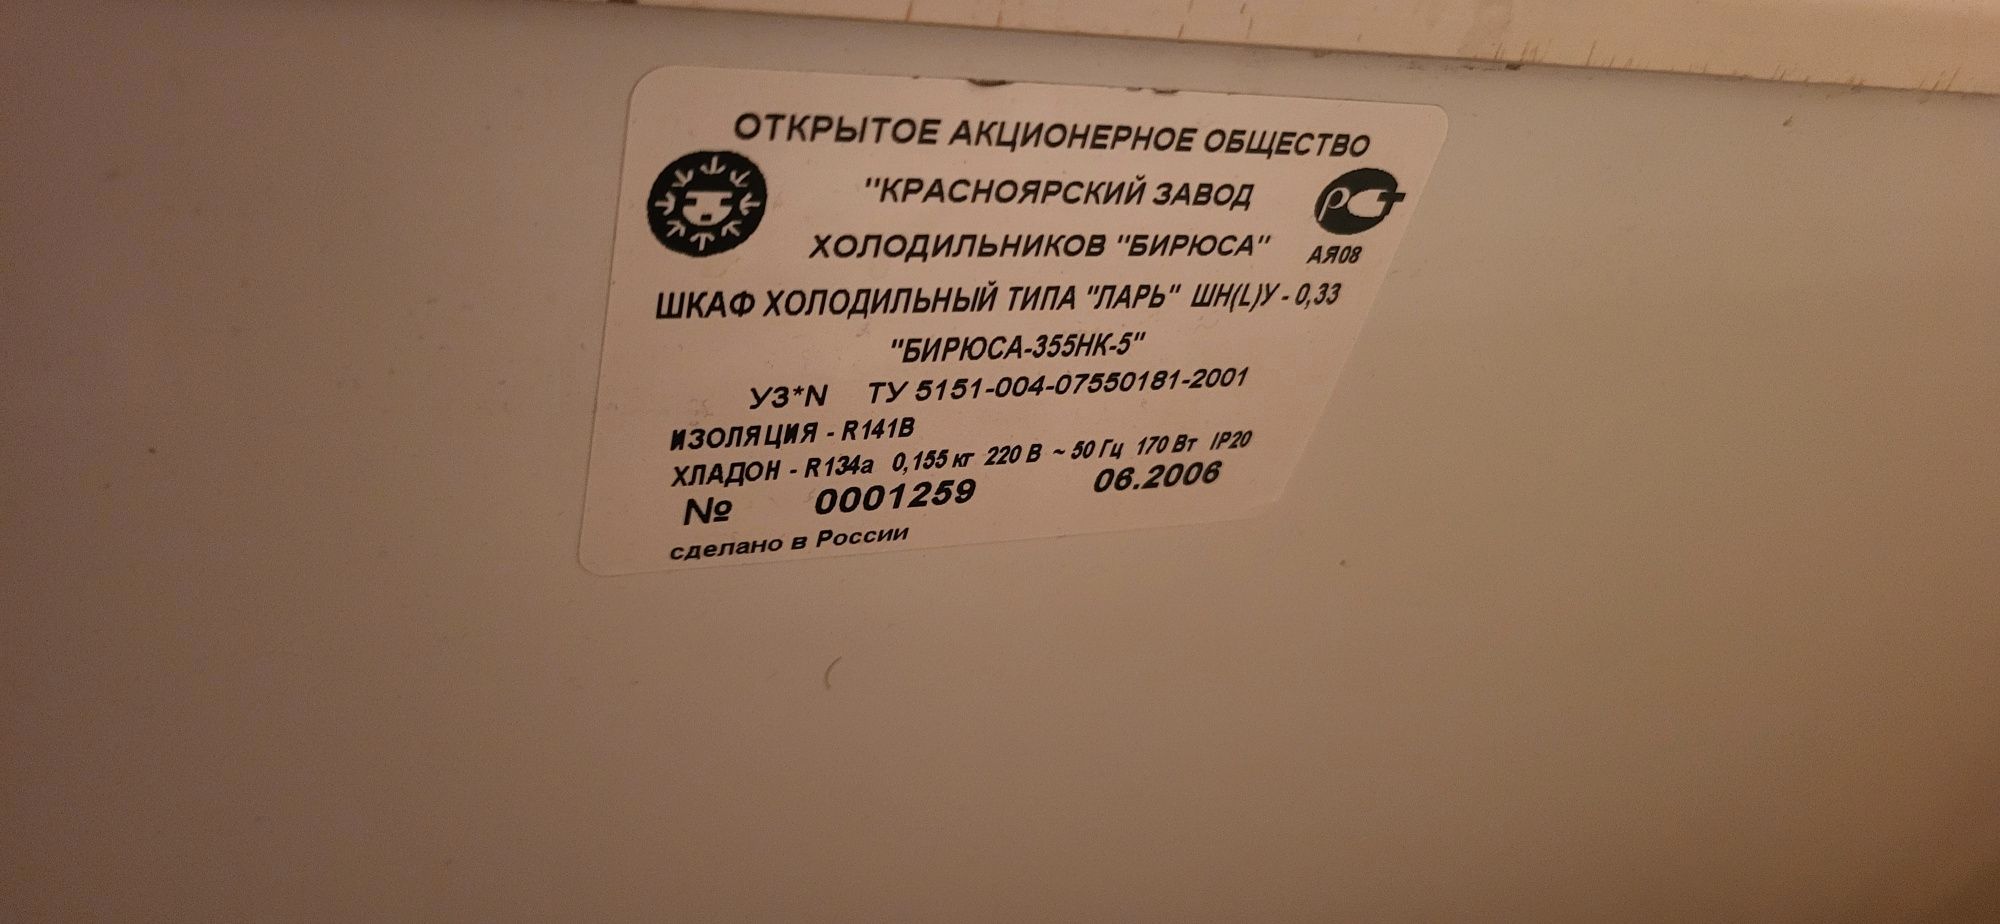 ОТКРЫТОЕ АКЦИОНЕРНОЕ ОБЩЕСТВО
"КРАСНОЯРСКИЙ ЗАВОД
ХОЛОДИЛЬНИКОВ "БИРЮСА"
РСТ
АЯ08
ШКАФ ХОЛОДИЛЬНЫЙ ТИПА "ЛАРЬ" ШН(L)У - 0,33
"БИРЮСА-355НК-5"
У3*N ТУ 5151-004-07550181-2001
ИЗОЛЯЦИЯ - R141B
ХЛАДОН - R134a 0,155 кг 220 В ~ 50 Гц 170 Вт IP20
№ 0001259 06.2006
сделано в России